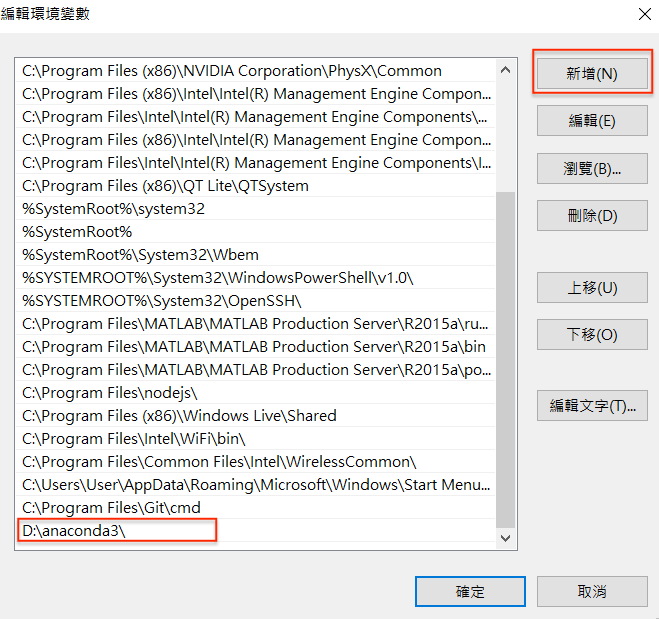 編輯環境變數
C:\Program Files (x86)\NVIDIA Corporation\PhysX\Common
C:\Program Files (x86)\Intel\Intel(R) Management Engine Compon...
C:\Program Files\Intel\Intel(R) Management Engine Components\...
C:\Program Files (x86)\Intel\Intel(R) Management Engine Compon...
C:\Program Files\Intel\Intel(R) Management Engine Components\I...
C:\Program Files (x86)\QT Lite\QTSystem
%SystemRoot%\system32
%SystemRoot%
%SystemRoot%\System32\Wbem
%SYSTEMROOT%\System32\WindowsPowerShell\v1.0\
%SYSTEMROOT%\System32\OpenSSH\
C:\Program Files\MATLAB\MATLAB Production Server\R2015a\ru...
C:\Program Files\MATLAB\MATLAB Production Server\R2015a\bin
C:\Program Files\MATLAB\MATLAB Production Server\R2015a\po...
C:\Program Files\nodejs\
C:\Program Files (x86)\Windows Live\Shared
C:\Program Files\Intel\WiFi\bin\
C:\Program Files\Common Files\Intel\WirelessCommon\
C:\Users\User\AppData\Roaming\Microsoft\Windows\Start Menu...
C:\Program Files\Git\cmd
D:\anaconda3\
新增(N)
編輯(E)
瀏覽(B)...
刪除(D)
上移(U)
下移(O)
編輯文字(T)...
確定
取消